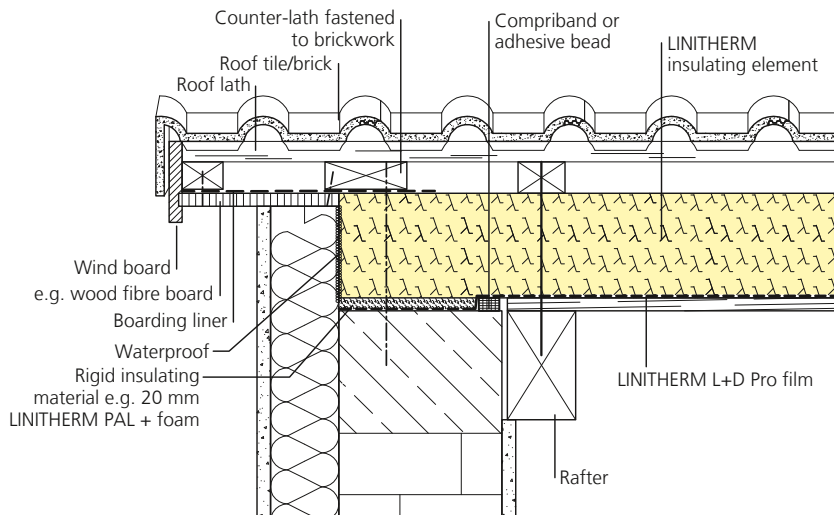 Counter-lath fastened
to brickwork
Compriband or
adhesive bead
LINITHERM
insulating element
Roof tile/brick
Roof lath
Wind board
e.g. wood fibre board
Boarding liner
Waterproof
Rigid insulating
material e.g. 20 mm
LINITHERM PAL + foam
LINITHERM L+D Pro film
Rafter